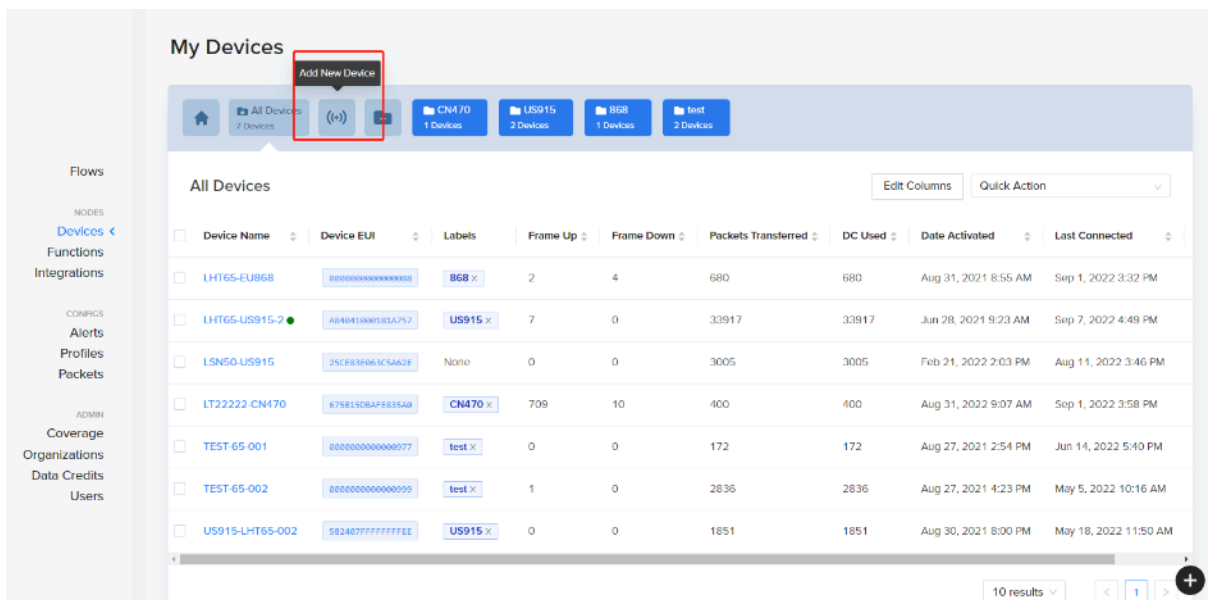 My Devices
Add New Device
All Devices
7 Devices
CN470
1 Devices
US915
2 Devices
868
1 Devices
test
2 Devices
Flows
NODES
Devices
Functions
Integrations
CONFIGS
Alerts
Profiles
Packets
ADMIN
Coverage
Organizations
Data Credits
Users
All Devices
Edit Columns
Quick Action
Device Name Device EUI Labels Frame Up Frame Down Packets Transferred DC Used Date Activated Last Connected
LHT65-EU868 868 × 2 4 680 680 Aug 31, 2021 8:55 AM Sep 1, 2022 3:32 PM
LHT65-US915-2 A84041000181A757 US915 × 7 0 33917 33917 Jun 28, 2021 9:23 AM Sep 7, 2022 4:49 PM
LSN50-US915 25CE83E063C5A62E None 0 0 3005 3005 Feb 21, 2022 2:03 PM Aug 11, 2022 3:46 PM
LT22222-CN470 675815DBAFE835A0 CN470 × 709 10 400 400 Aug 31, 2022 9:07 AM Sep 1, 2022 3:58 PM
TEST-65-001 0000000000000977 test × 0 0 172 172 Aug 27, 2021 2:54 PM Jun 14, 2022 5:40 PM
TEST-65-002 0000000000000999 test × 1 0 2836 2836 Aug 27, 2021 4:23 PM May 5, 2022 10:16 AM
US915-LHT65-002 582407FFFFFFFFEE US915 × 0 0 1851 1851 Aug 30, 2021 8:00 PM May 18, 2022 11:50 AM
10 results
1